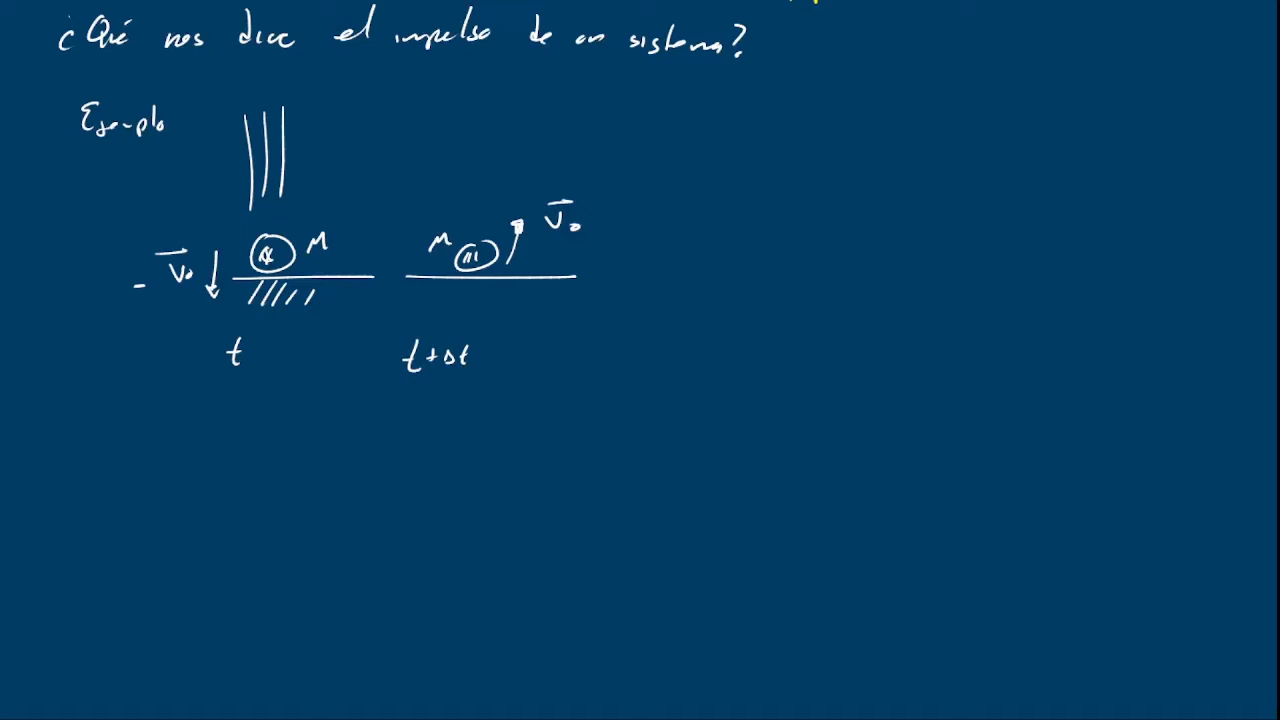 ¿Qué nos dice el impulso de un sistema?
Ejemplo
M M V₀
- V₀
t t+Δt